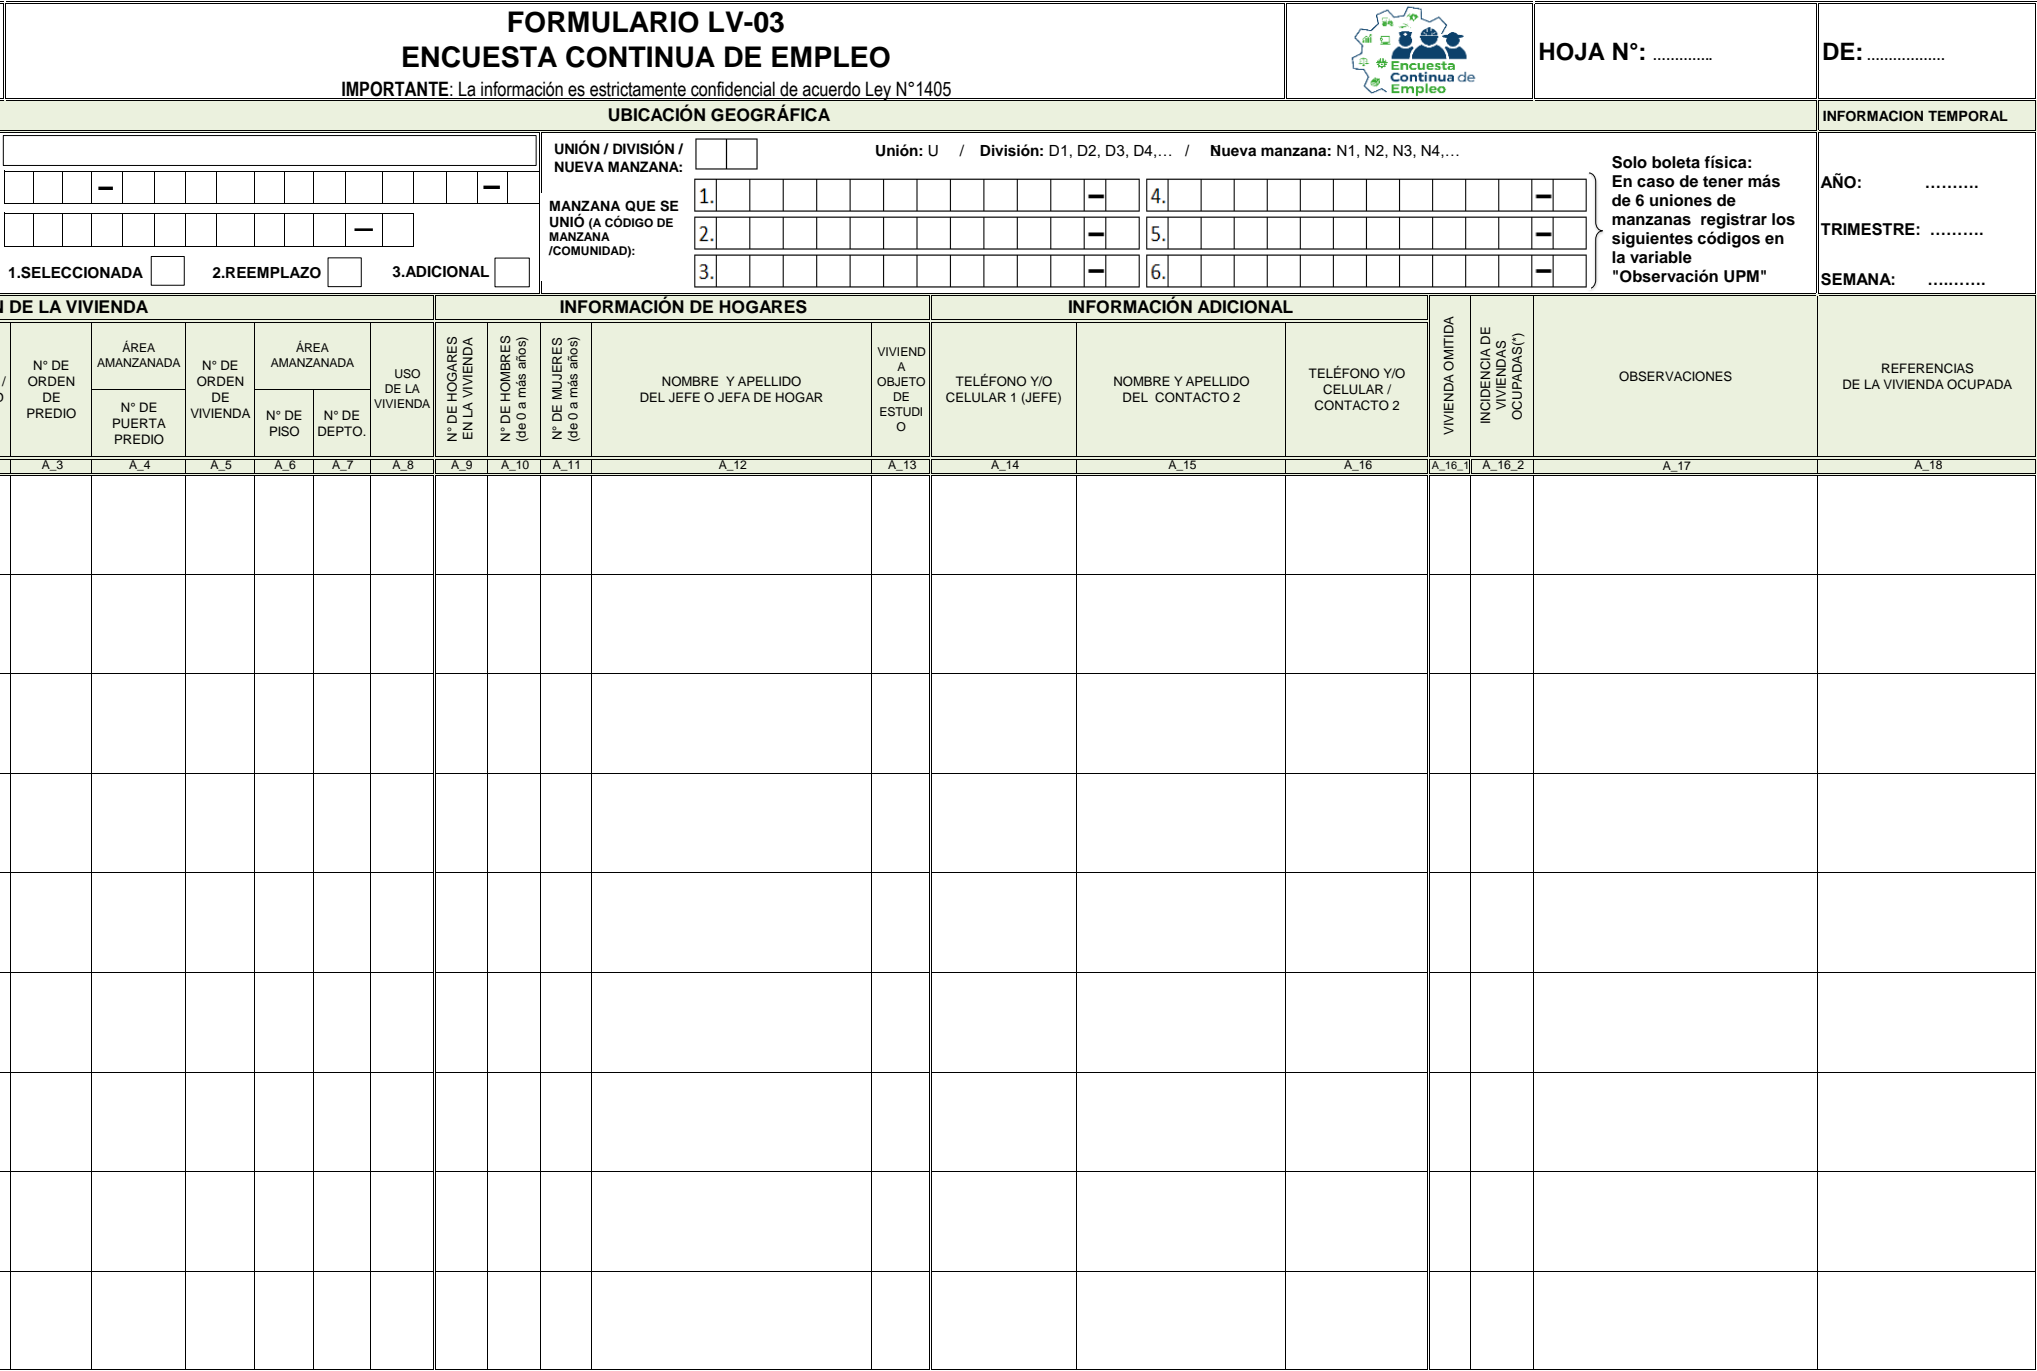 FORMULARIO LV-03
ENCUESTA CONTINUA DE EMPLEO
IMPORTANTE: La información es estrictamente confidencial de acuerdo Ley N°1405
Encuesta
Continua de
Empleo
HOJA N°: ..............
DE: ..................
UBICACIÓN GEOGRÁFICA
INFORMACION TEMPORAL
UNIÓN / DIVISIÓN /
NUEVA MANZANA:
Unión: U / División: D1, D2, D3, D4,… / Nueva manzana: N1, N2, N3, N4,…
MANZANA QUE SE
UNIÓ (A CÓDIGO DE
MANZANA
/COMUNIDAD):
1.
2.
3.
4.
5.
6.
Solo boleta física:
En caso de tener más
de 6 uniones de
manzanas registrar los
siguientes códigos en
la variable
"Observación UPM"
AÑO: ……….
TRIMESTRE: ……….
SEMANA: ………..
1.SELECCIONADA
2.REEMPLAZO
3.ADICIONAL
N DE LA VIVIENDA
INFORMACIÓN DE HOGARES
INFORMACIÓN ADICIONAL
N° DE
ORDEN
DE
PREDIO
ÁREA
AMANZANADA
N° DE
PUERTA
PREDIO
N° DE
ORDEN
DE
VIVIENDA
ÁREA
AMANZANADA
N° DE
PISO
N° DE
DEPTO.
USO
DE LA
VIVIENDA
N° DE HOGARES
EN LA VIVIENDA
N° DE HOMBRES
(de 0 a más años)
N° DE MUJERES
(de 0 a más años)
NOMBRE Y APELLIDO
DEL JEFE O JEFA DE HOGAR
VIVIEND
A
OBJETO
DE
ESTUDI
O
TELÉFONO Y/O
CELULAR 1 (JEFE)
NOMBRE Y APELLIDO
DEL CONTACTO 2
TELÉFONO Y/O
CELULAR /
CONTACTO 2
VIVIENDA OMITIDA
INCIDENCIA DE
VIVIENDAS
OCUPADAS(*)
OBSERVACIONES
REFERENCIAS
DE LA VIVIENDA OCUPADA
A_3 A_4 A_5 A_6 A_7 A_8 A_9 A_10 A_11 A_12 A_13 A_14 A_15 A_16 A_16_1 A_16_2 A_17 A_18